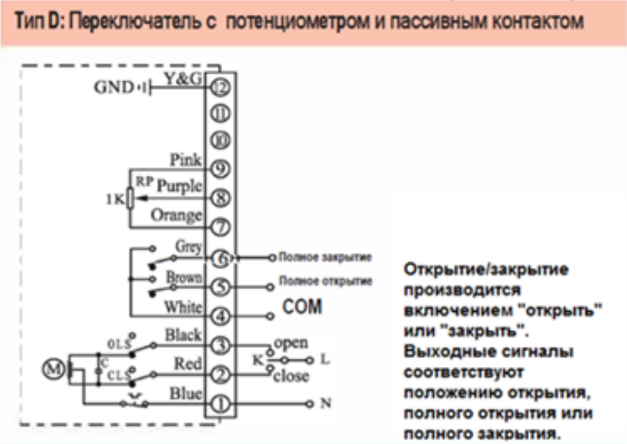 Тип D: Переключатель с потенциометром и пассивным контактом
GND Y&G 12
11
10
Pink 9
1K RP Purple 8
Orange 7
Grey 6 Полное закрытие
Brown 5 Полное открытие
White 4 COM
OLS Black 3 open
M C K L
CLS Red 2 close
Blue 1 N
Открытие/закрытие
производится
включением "открыть"
или "закрыть".
Выходные сигналы
соответствуют
положению открытия,
полного открытия или
полного закрытия.